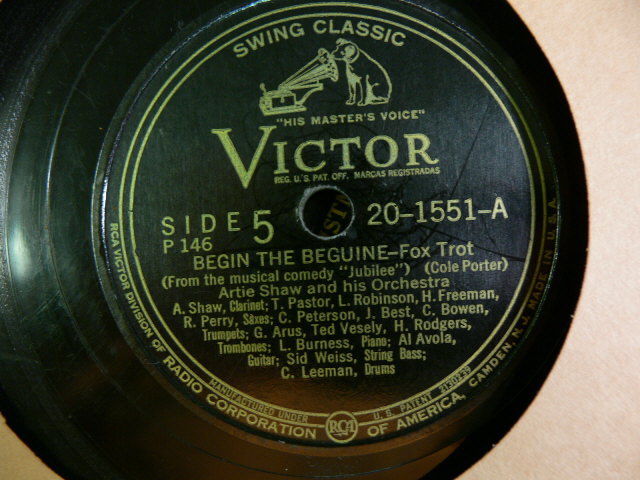 SWING CLASSIC
"HIS MASTER'S VOICE"
VICTOR
REG. U.S. PAT. OFF. MARCAS REGISTRADAS
SIDE 5 20-1551-A
P 146
BEGIN THE BEGUINE-Fox Trot
(From the musical comedy "Jubilee") (Cole Porter)
Artie Shaw and his Orchestra
A. Shaw, Clarinet; T. Pastor, L. Robinson, H. Freeman,
R. Perry, Saxes; C. Peterson, J. Best, C. Bowen,
Trumpets; G. Arus, Ted Vesely, H. Rodgers,
Trombones; L. Burness, Piano; Al Avola,
Guitar; Sid Weiss, String Bass;
C. Leeman, Drums
MANUFACTURED UNDER U.S. PATENT 2130239
RCA VICTOR DIVISION OF RADIO CORPORATION OF AMERICA, CAMDEN, N. J. MADE IN U.S.A.
RCA